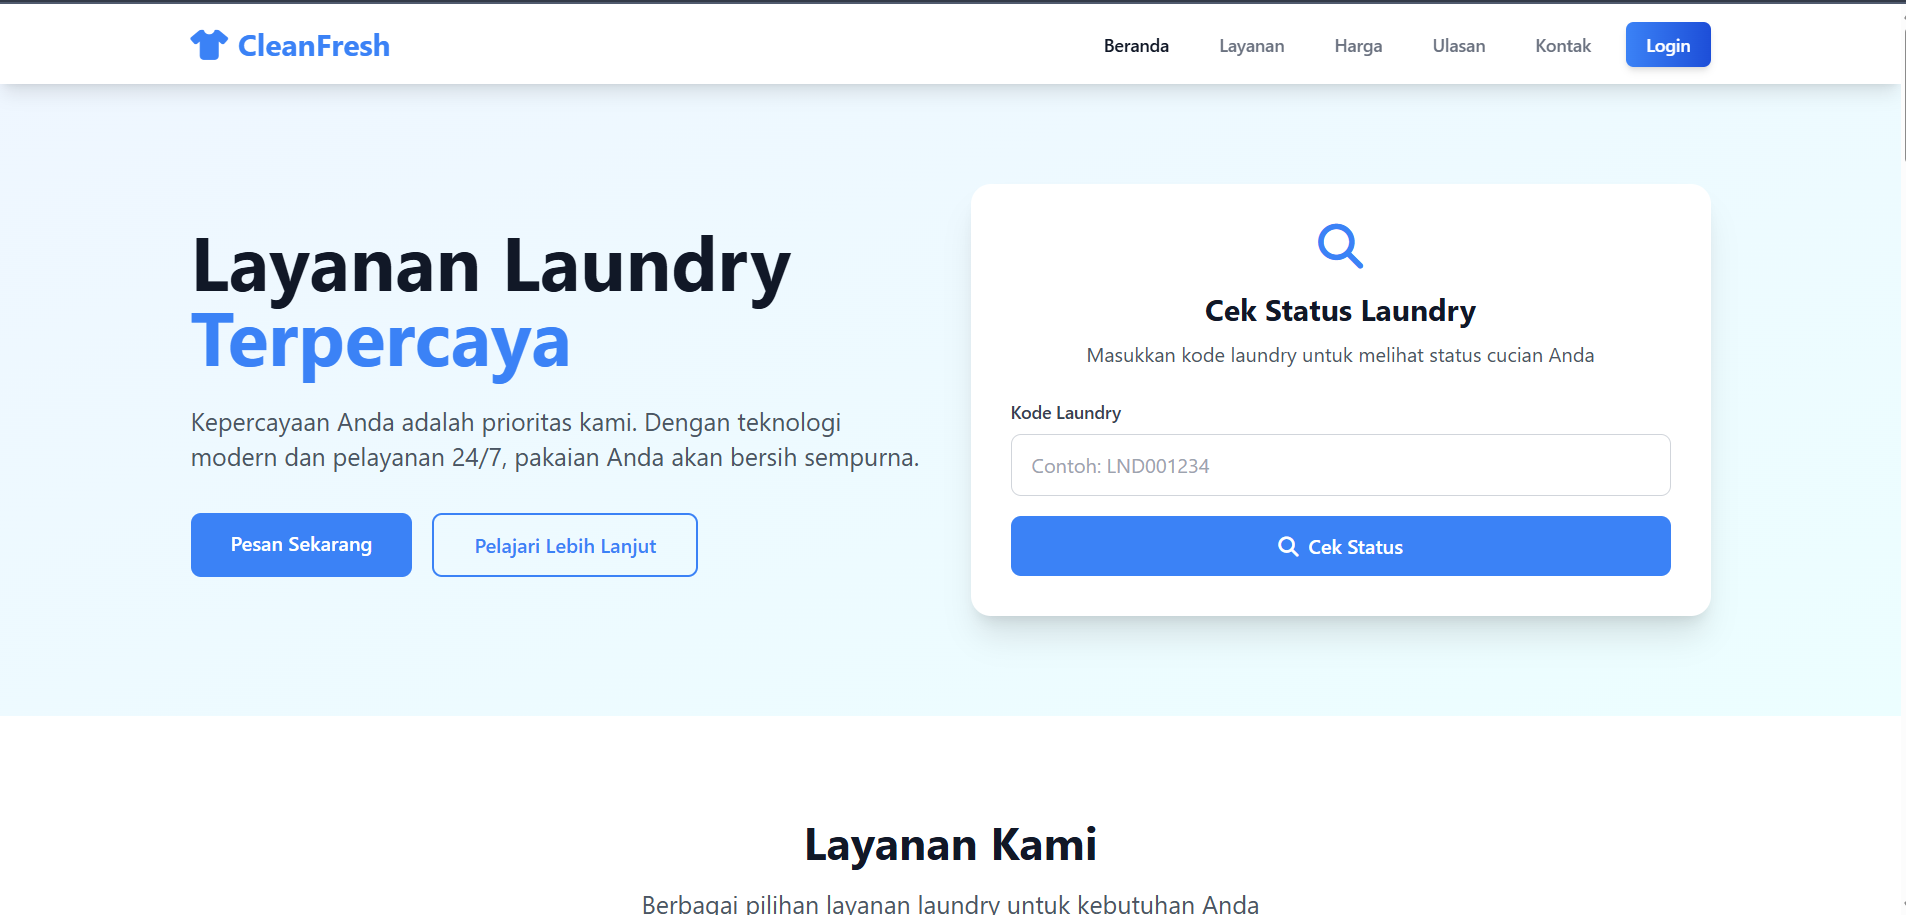 CleanFresh
Beranda
Layanan
Harga
Ulasan
Kontak
Login
Layanan Laundry
Terpercaya
Kepercayaan Anda adalah prioritas kami. Dengan teknologi
modern dan pelayanan 24/7, pakaian Anda akan bersih sempurna.
Pesan Sekarang
Pelajari Lebih Lanjut
Cek Status Laundry
Masukkan kode laundry untuk melihat status cucian Anda
Kode Laundry
Contoh: LND001234
Cek Status
Layanan Kami
Berbagai pilihan layanan laundry untuk kebutuhan Anda